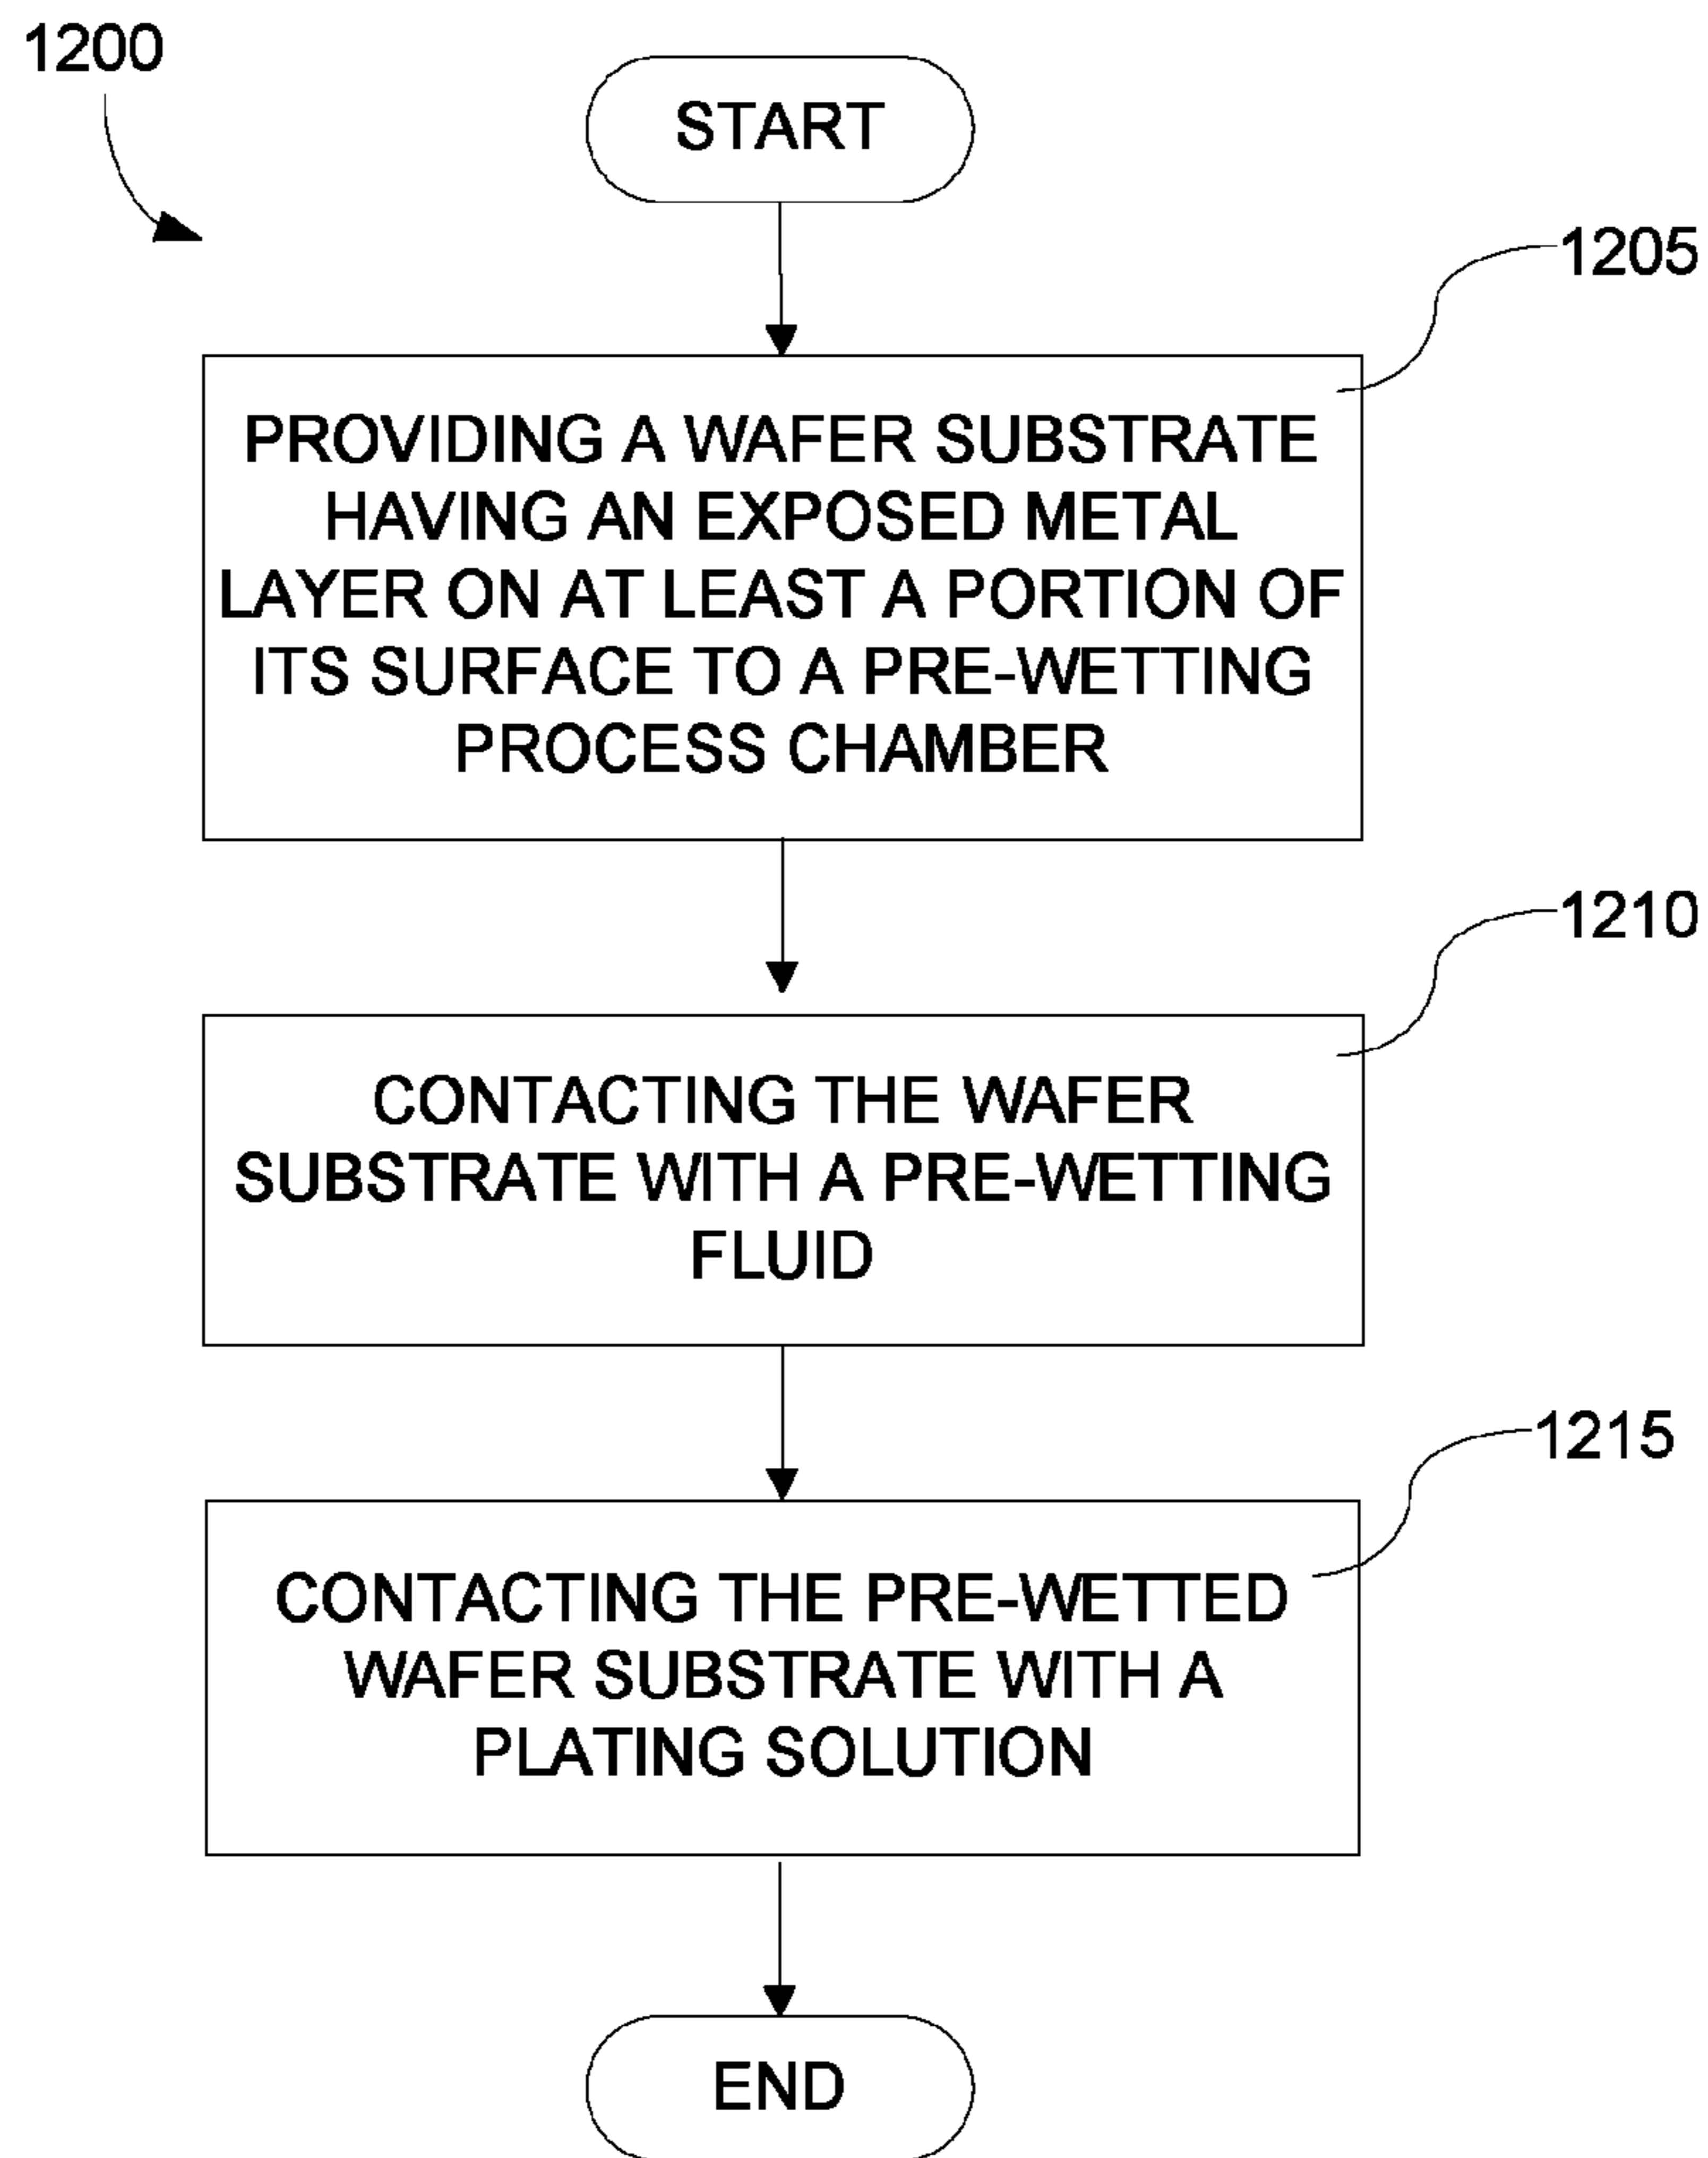 1200
START
1205
PROVIDING A WAFER SUBSTRATE
HAVING AN EXPOSED METAL
LAYER ON AT LEAST A PORTION OF
ITS SURFACE TO A PRE-WETTING
PROCESS CHAMBER
1210
CONTACTING THE WAFER
SUBSTRATE WITH A PRE-WETTING
FLUID
1215
CONTACTING THE PRE-WETTED
WAFER SUBSTRATE WITH A
PLATING SOLUTION
END